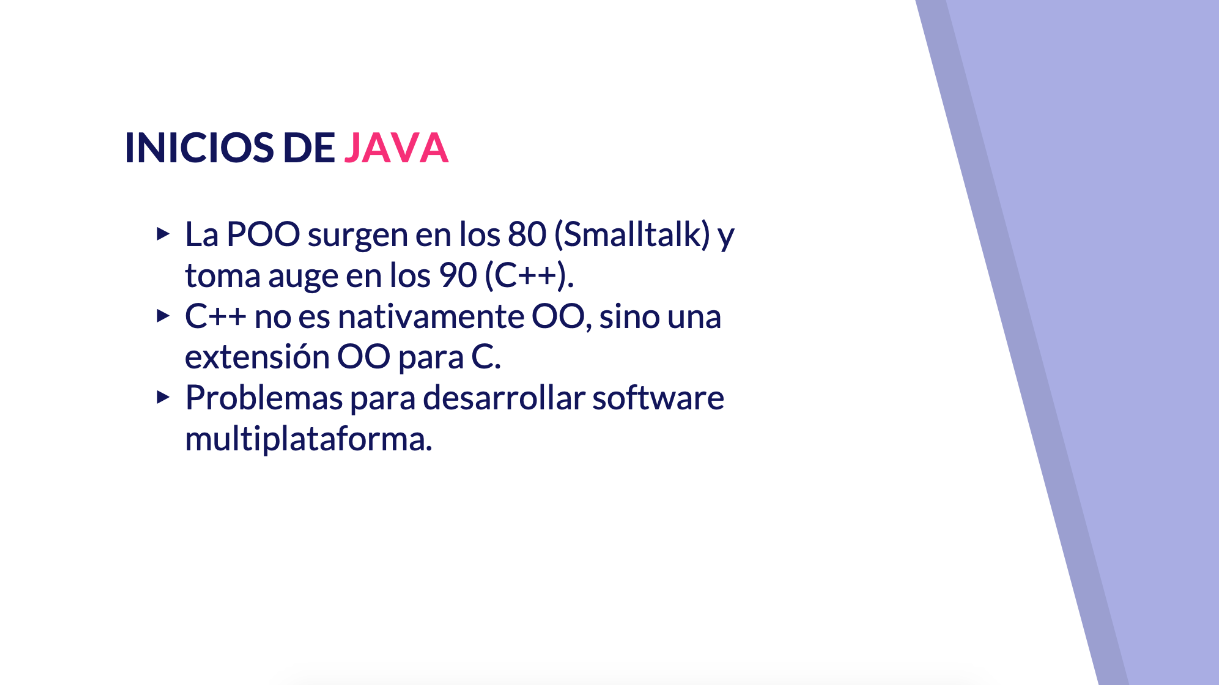 INICIOS DE JAVA
▸ La POO surgen en los 80 (Smalltalk) y
toma auge en los 90 (C++).
▸ C++ no es nativamente OO, sino una
extensión OO para C.
▸ Problemas para desarrollar software
multiplataforma.